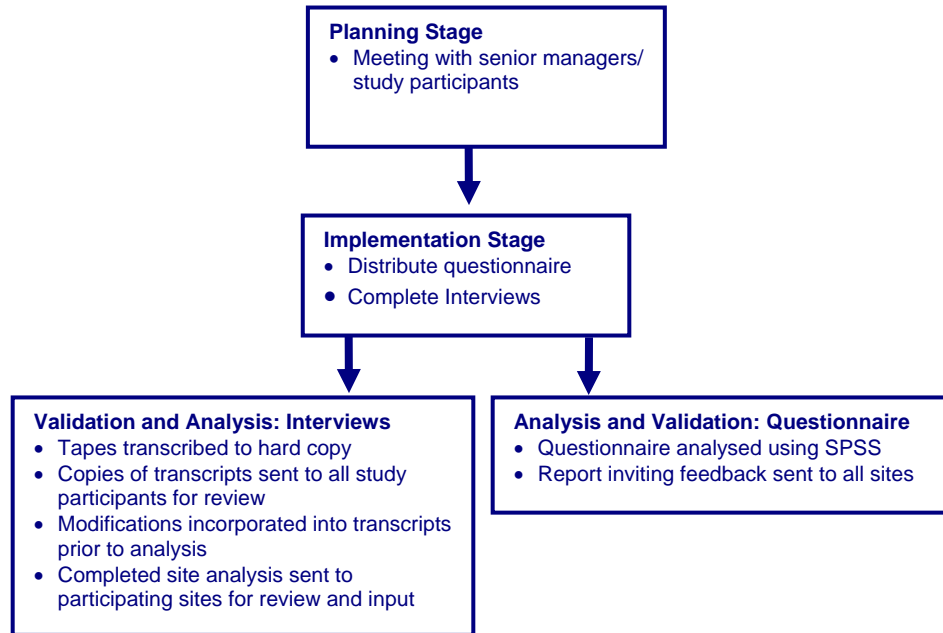 Planning Stage
• Meeting with senior managers/
study participants
Implementation Stage
• Distribute questionnaire
• Complete Interviews
Validation and Analysis: Interviews
• Tapes transcribed to hard copy
• Copies of transcripts sent to all study
participants for review
• Modifications incorporated into transcripts
prior to analysis
• Completed site analysis sent to
participating sites for review and input
Analysis and Validation: Questionnaire
• Questionnaire analysed using SPSS
• Report inviting feedback sent to all sites